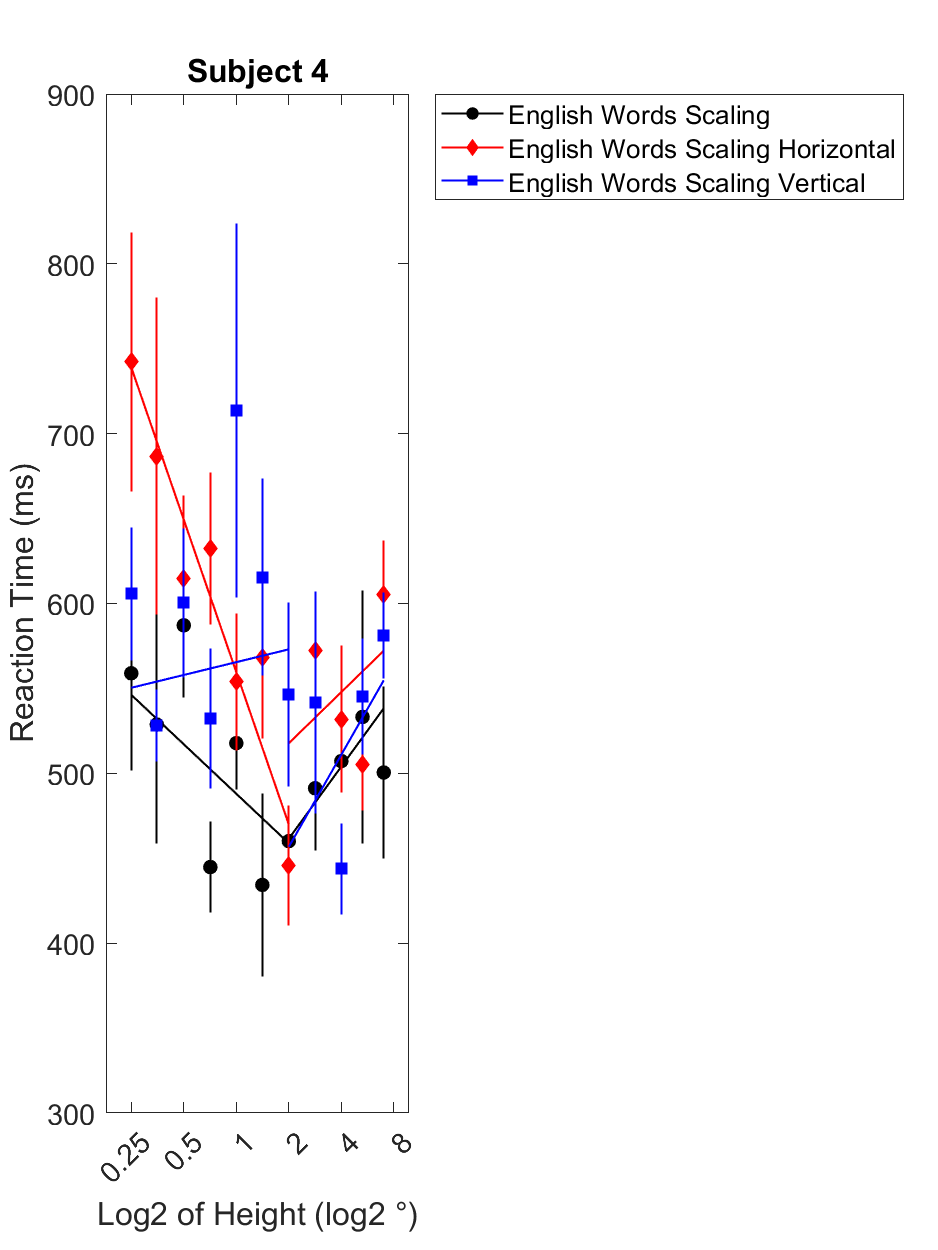 Subject 4
900
800
700
600
500
400
300
Reaction Time (ms)
0.25
0.5
1
2
4
8
Log2 of Height (log2 °)
English Words Scaling
English Words Scaling Horizontal
English Words Scaling Vertical